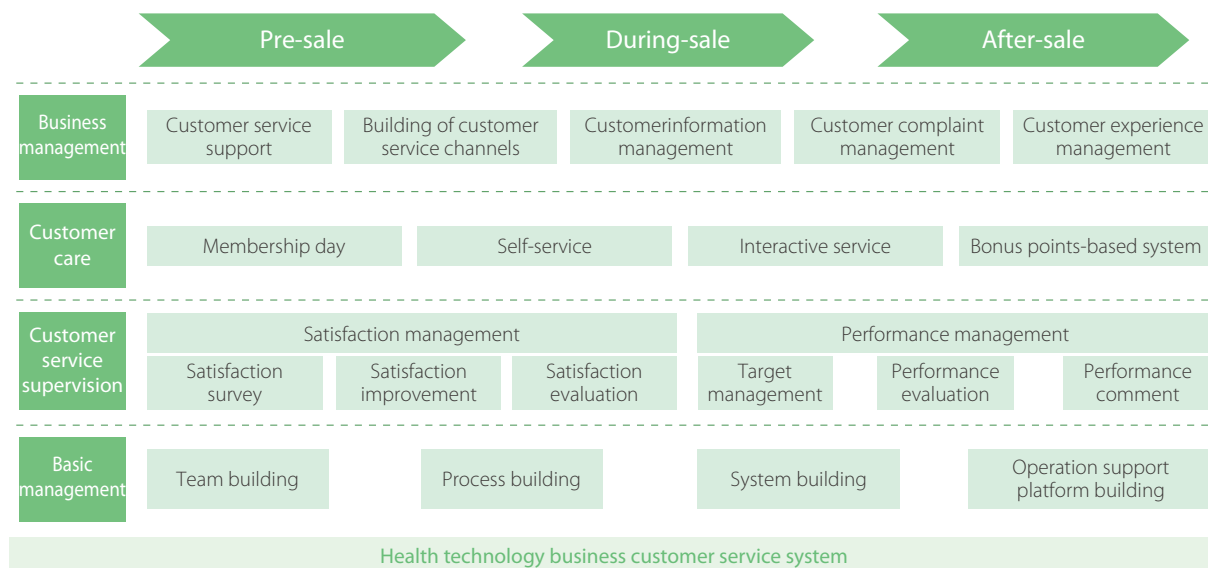 Pre-sale
During-sale
After-sale
Business
management
Customer service
support
Building of customer
service channels
Customerinformation
management
Customer complaint
management
Customer experience
management
Customer
care
Membership day
Self-service
Interactive service
Bonus points-based system
Customer
service
supervision
Satisfaction management
Performance management
Satisfaction
survey
Satisfaction
improvement
Satisfaction
evaluation
Target
management
Performance
evaluation
Performance
comment
Basic
management
Team building
Process building
System building
Operation support
platform building
Health technology business customer service system